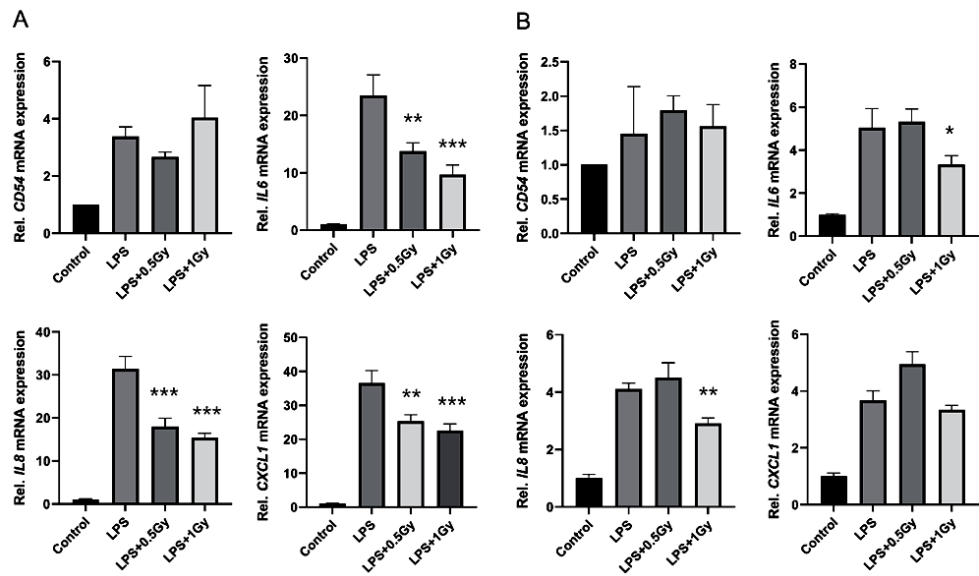 A
Rel. CD54 mRNA expression
6
4
2
0
Control
LPS
LPS+0.5Gy
LPS+1Gy
Rel. IL6 mRNA expression
30
20
10
0
**
***
Control
LPS
LPS+0.5Gy
LPS+1Gy
Rel. IL8 mRNA expression
40
30
20
10
0
***
***
Control
LPS
LPS+0.5Gy
LPS+1Gy
Rel. CXCL1 mRNA expression
50
40
30
20
10
0
**
***
Control
LPS
LPS+0.5Gy
LPS+1Gy
B
Rel. CD54 mRNA expression
2.5
2.0
1.5
1.0
0.5
0.0
Control
LPS
LPS+0.5Gy
LPS+1Gy
Rel. IL6 mRNA expression
8
6
4
2
0
*
Control
LPS
LPS+0.5Gy
LPS+1Gy
Rel. IL8 mRNA expression
6
4
2
0
**
Control
LPS
LPS+0.5Gy
LPS+1Gy
Rel. CXCL1 mRNA expression
6
4
2
0
Control
LPS
LPS+0.5Gy
LPS+1Gy